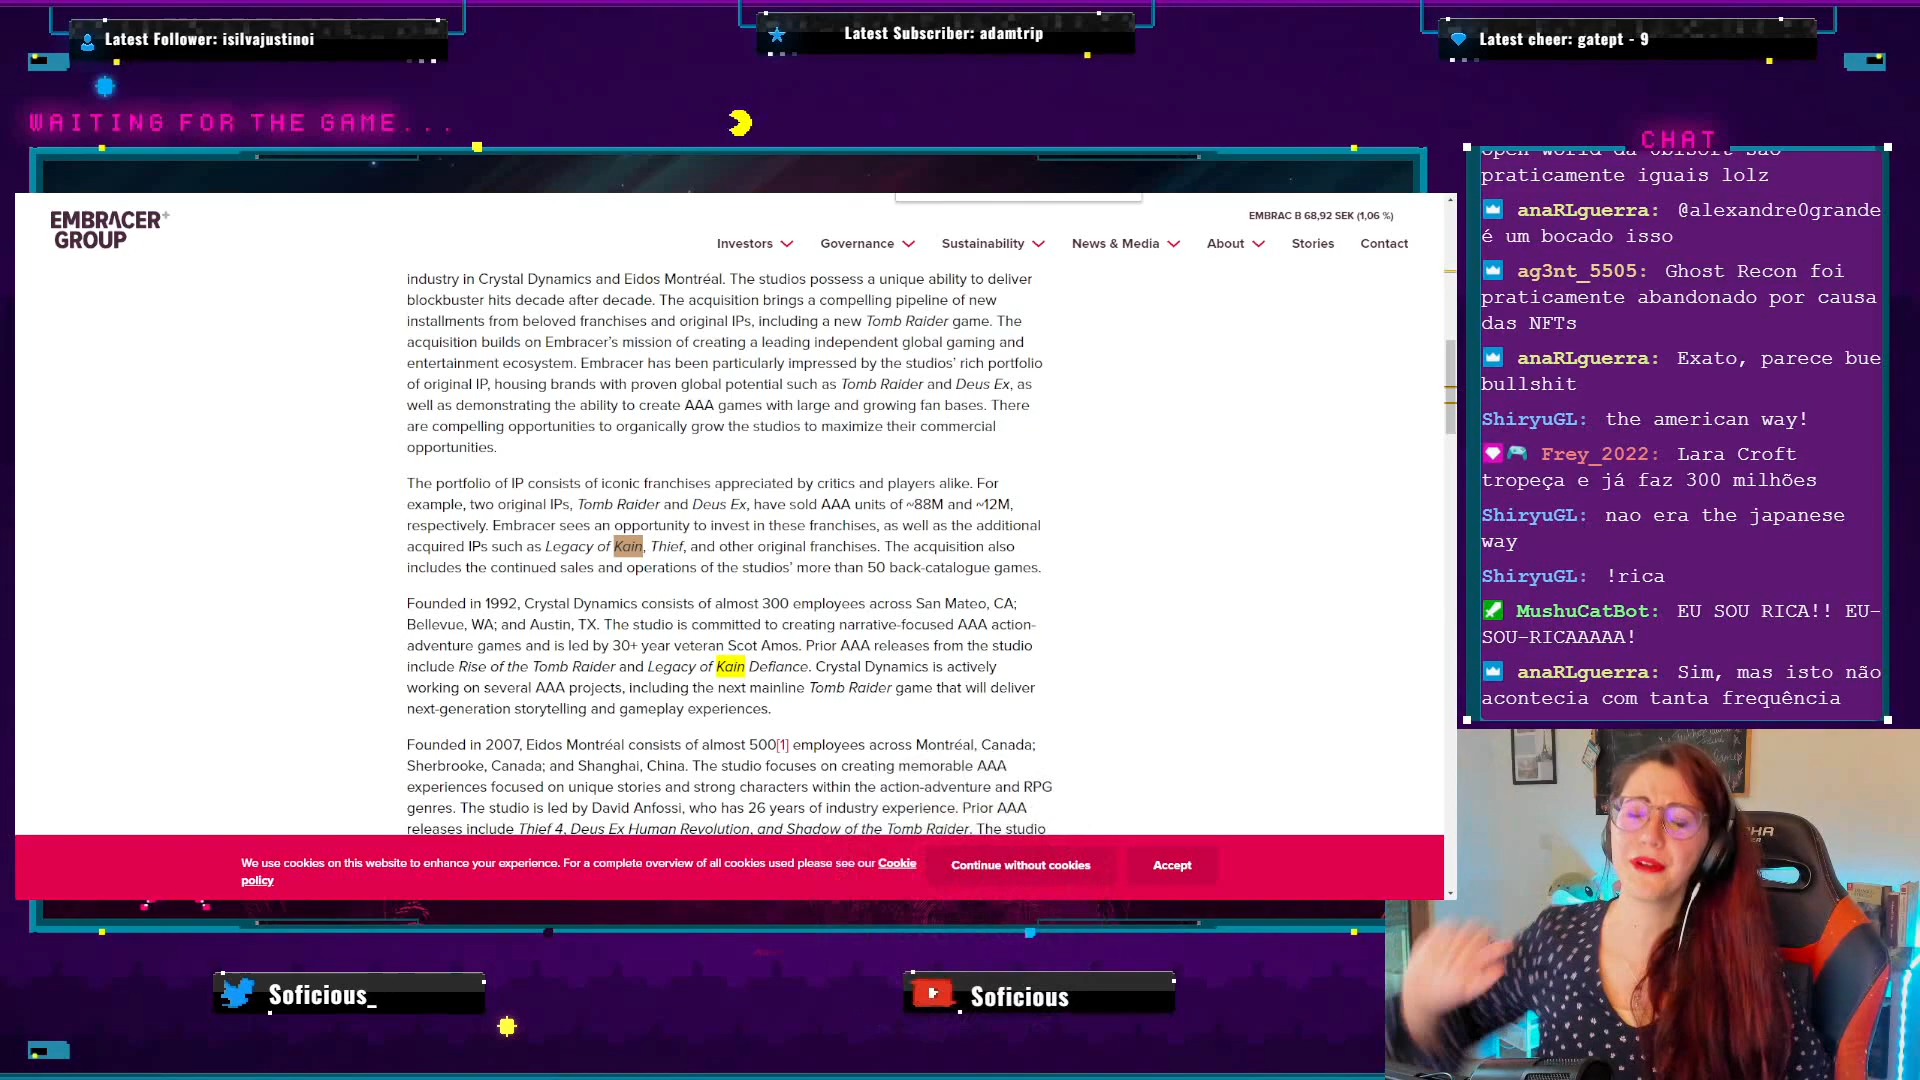 Latest Follower: isilvajustinoi
Latest Subscriber: adamtrip
Latest cheer: gatept - 9
WAITING FOR THE GAME...
EMBRACER+
GROUP
EMBRAC B 68,92 SEK (1,06 %)
Investors
Governance
Sustainability
News & Media
About
Stories
Contact
industry in Crystal Dynamics and Eidos Montréal. The studios possess a unique ability to deliver
blockbuster hits decade after decade. The acquisition brings a compelling pipeline of new
installments from beloved franchises and original IPs, including a new Tomb Raider game. The
acquisition builds on Embracer's mission of creating a leading independent global gaming and
entertainment ecosystem. Embracer has been particularly impressed by the studios' rich portfolio
of original IP, housing brands with proven global potential such as Tomb Raider and Deus Ex, as
well as demonstrating the ability to create AAA games with large and growing fan bases. There
are compelling opportunities to organically grow the studios to maximize their commercial
opportunities.
The portfolio of IP consists of iconic franchises appreciated by critics and players alike. For
example, two original IPs, Tomb Raider and Deus Ex, have sold AAA units of ~88M and ~12M,
respectively. Embracer sees an opportunity to invest in these franchises, as well as the additional
acquired IPs such as Legacy of Kain, Thief, and other original franchises. The acquisition also
includes the continued sales and operations of the studios' more than 50 back-catalogue games.
Founded in 1992, Crystal Dynamics consists of almost 300 employees across San Mateo, CA;
Bellevue, WA; and Austin, TX. The studio is committed to creating narrative-focused AAA action-
adventure games and is led by 30+ year veteran Scot Amos. Prior AAA releases from the studio
include Rise of the Tomb Raider and Legacy of Kain Defiance. Crystal Dynamics is actively
working on several AAA projects, including the next mainline Tomb Raider game that will deliver
next-generation storytelling and gameplay experiences.
Founded in 2007, Eidos Montréal consists of almost 500[1] employees across Montréal, Canada;
Sherbrooke, Canada; and Shanghai, China. The studio focuses on creating memorable AAA
experiences focused on unique stories and strong characters within the action-adventure and RPG
genres. The studio is led by David Anfossi, who has 26 years of industry experience. Prior AAA
releases include Thief 4, Deus Ex Human Revolution, and Shadow of the Tomb Raider. The studio
We use cookies on this website to enhance your experience. For a complete overview of all cookies used please see our Cookie
policy
Continue without cookies
Accept
CHAT
open world da Ubisoft são
praticamente iguais lolz
anaRLguerra: @alexandre0grande
é um bocado isso
ag3nt_5505: Ghost Recon foi
praticamente abandonado por causa
das NFTs
anaRLguerra: Exato, parece bue
bullshit
ShiryuGL: the american way!
Frey_2022: Lara Croft
tropeça e já faz 300 milhões
ShiryuGL: nao era the japanese
way
ShiryuGL: !rica
MushuCatBot: EU SOU RICA!! EU-
SOU-RICAAAAA!
anaRLguerra: Sim, mas isto não
acontecia com tanta frequência
Soficious_
Soficious